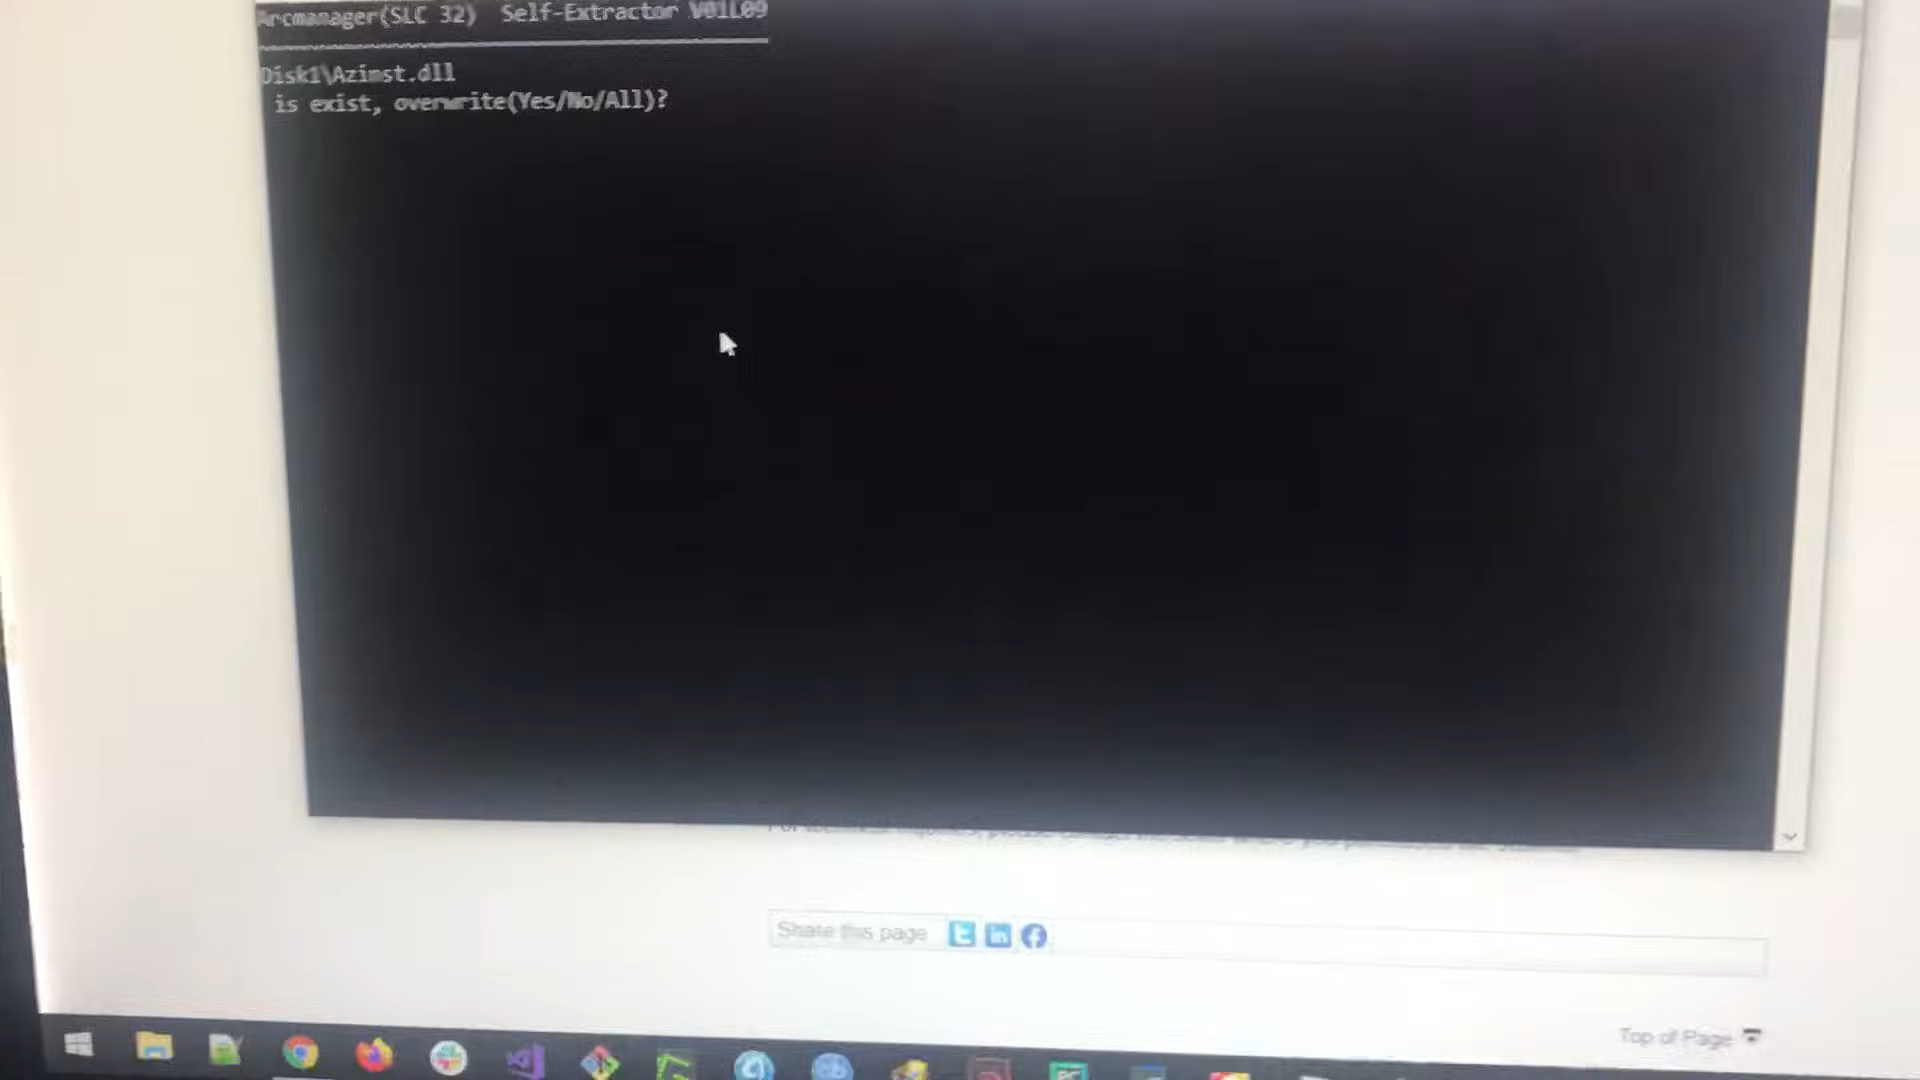 Arcmanager(SLC 32) Self-Extractor V01L09
Disk1\Azinst.dll
is exist, overwrite(Yes/No/All)?
Share this page
Top of Page